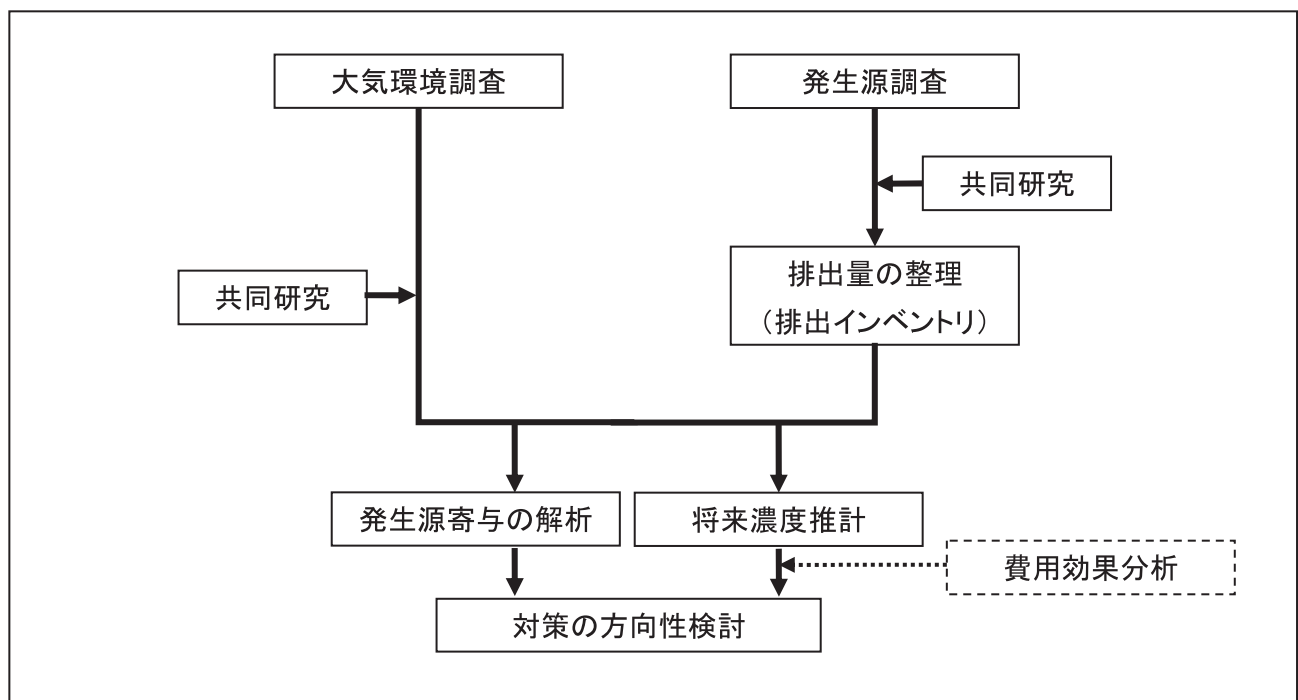 大気環境調査
発生源調査
共同研究
排出量の整理
（排出インベントリ）
共同研究
発生源寄与の解析
将来濃度推計
費用効果分析
対策の方向性検討